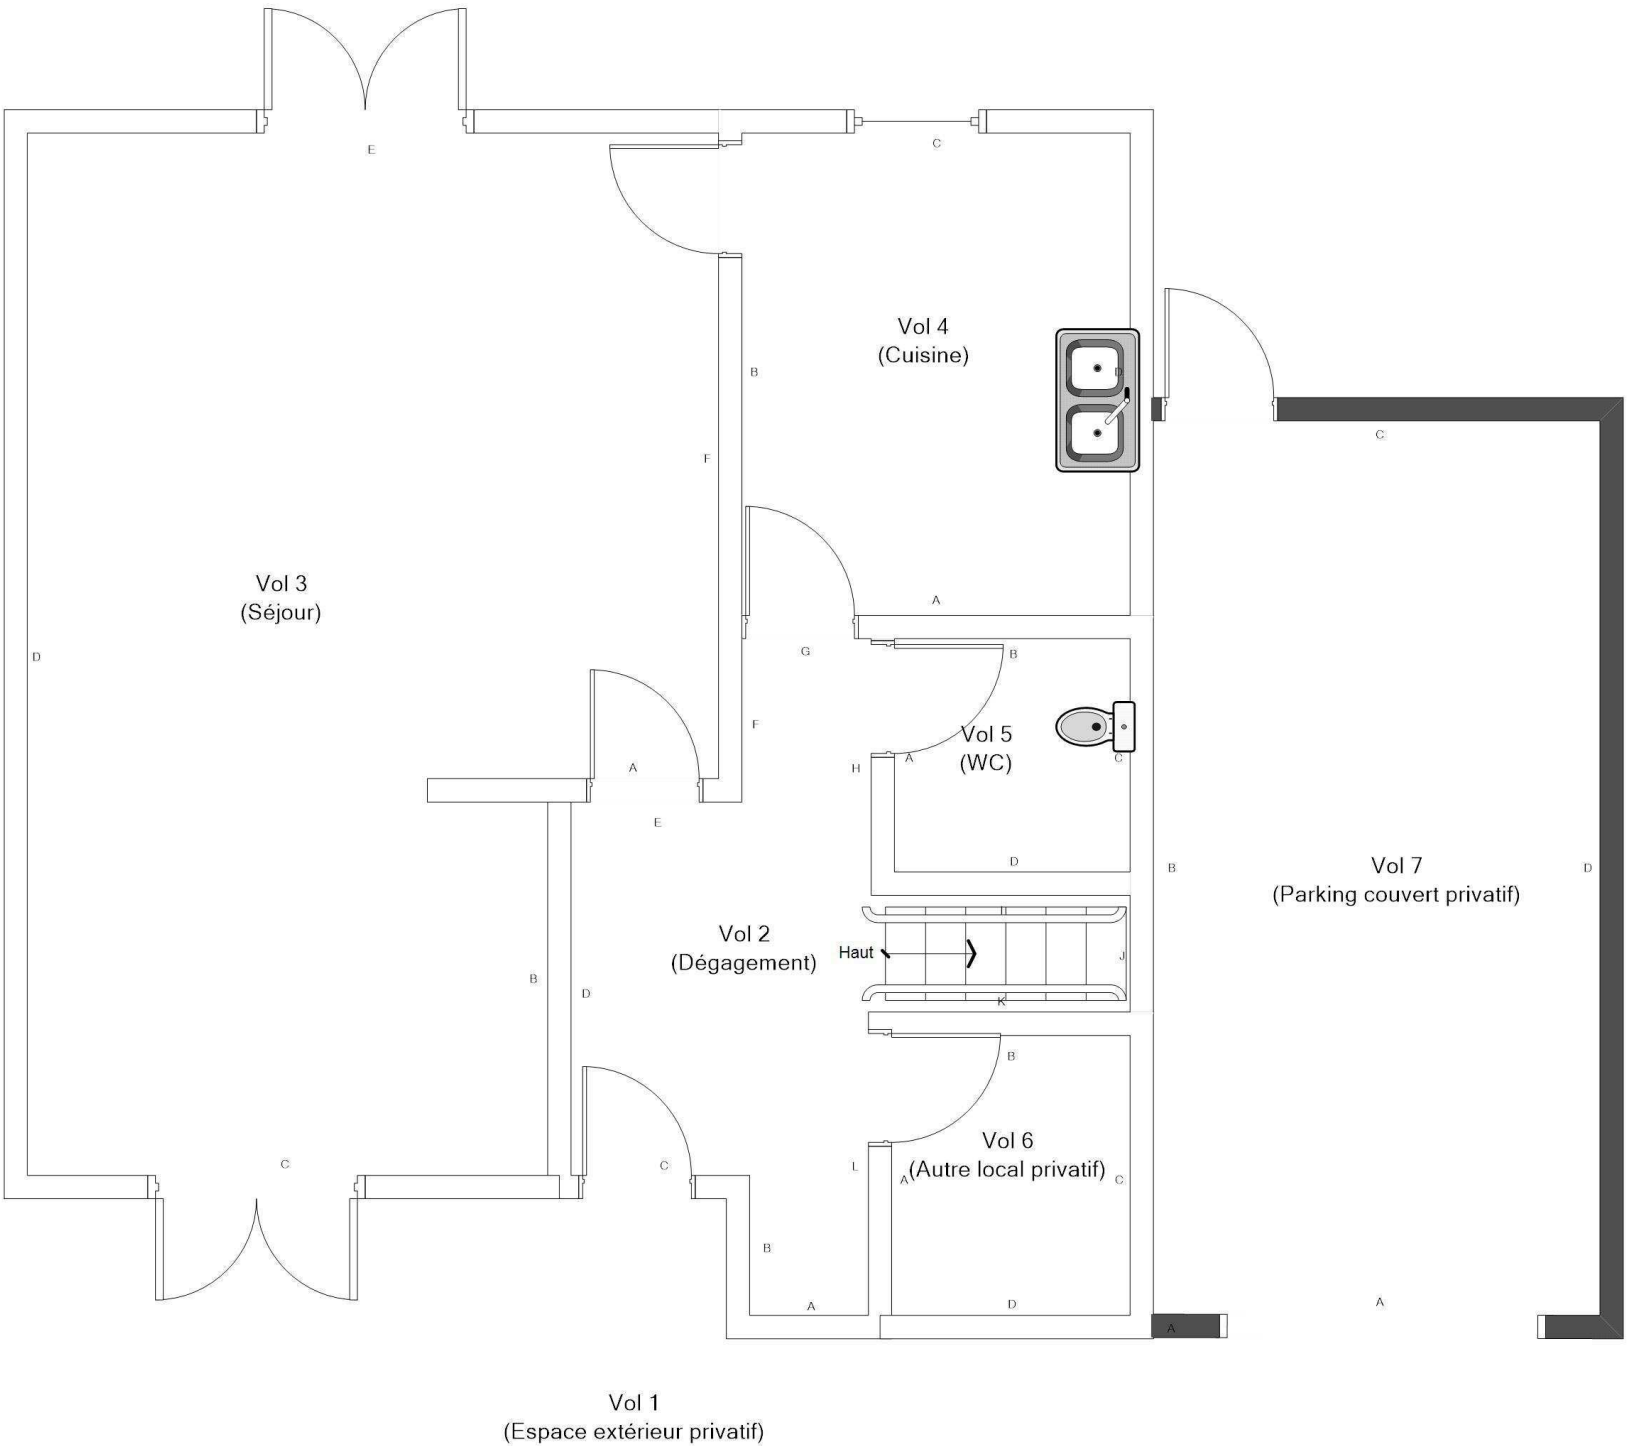 E
C
Vol 4
(Cuisine)
B
D
C
F
Vol 3
(Séjour)
A
D
G
B
F
Vol 5
(WC)
A
H
A
C
E
D
Vol 7
(Parking couvert privatif)
B
D
Vol 2
(Dégagement)
Haut
J
K
B
D
B
Vol 6
(Autre local privatif)
C
C
L
A
C
B
A
D
A
A
Vol 1
(Espace extérieur privatif)